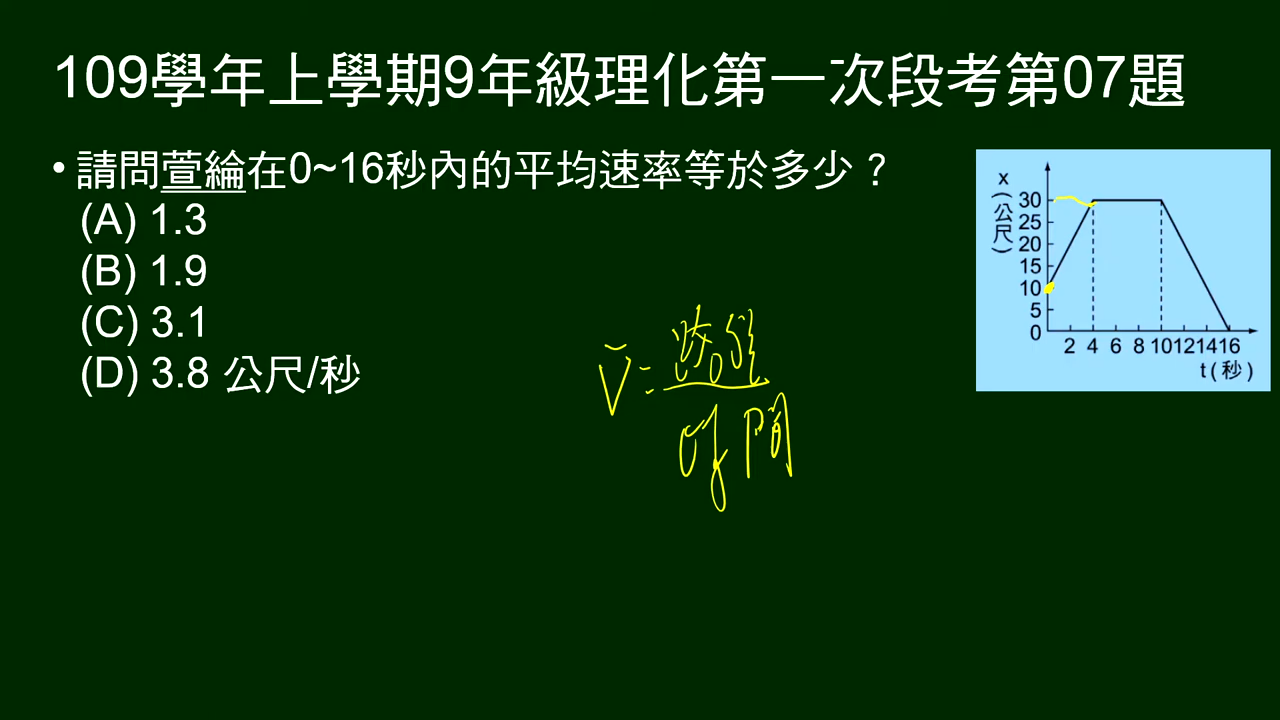 109學年上學期9年級理化第一次段考第07題
• 請問萱綸在0~16秒內的平均速率等於多少？
(A) 1.3
(B) 1.9
(C) 3.1
(D) 3.8 公尺/秒
x(公尺)
30
25
20
15
10
5
0
2 4 6 8 10 12 14 16
t(秒)
V̄=路徑
時間